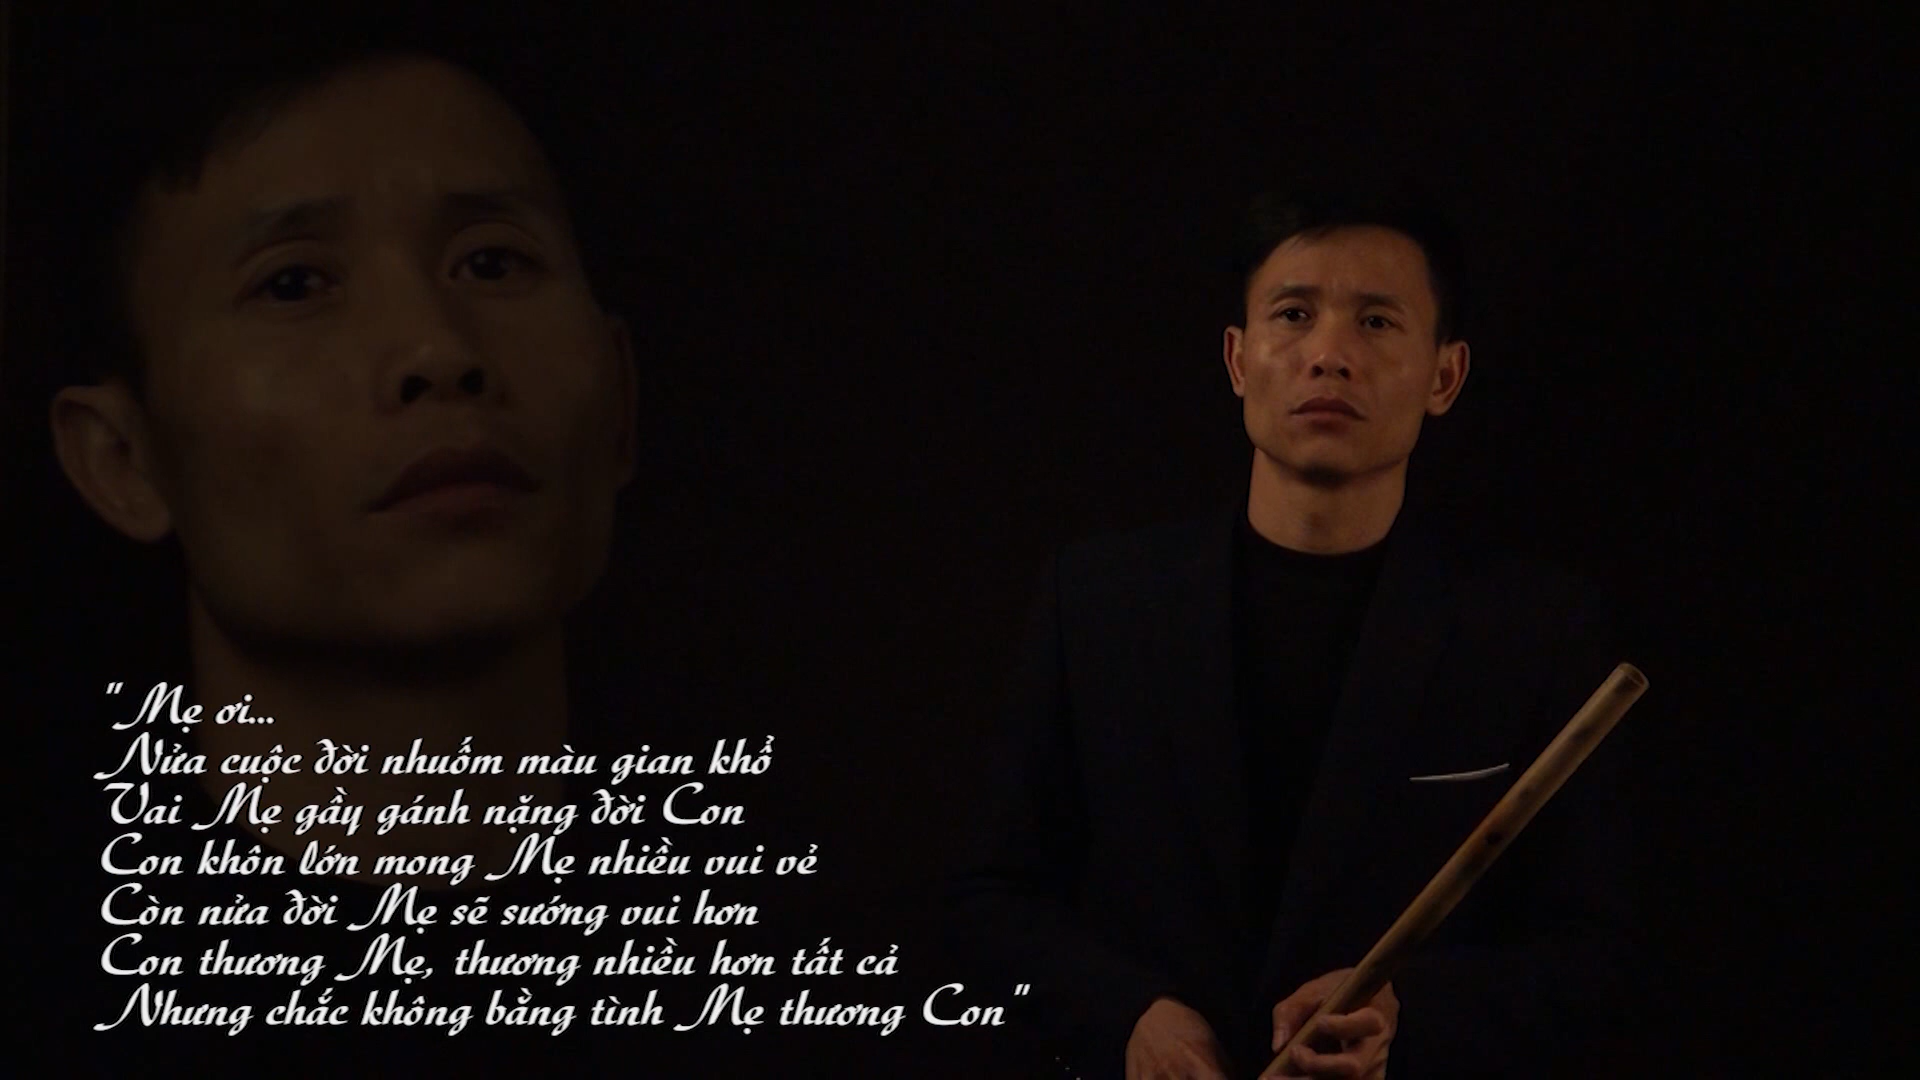 "Mẹ ơi...
Nửa cuộc đời nhuốm màu gian khổ
Vai Mẹ gầy gánh nặng đời Con
Con khôn lớn mong Mẹ nhiều vui vẻ
Còn nửa đời Mẹ sẽ sướng vui hơn
Con thương Mẹ, thương nhiều hơn tất cả
Nhưng chắc không bằng tình Mẹ thương Con"